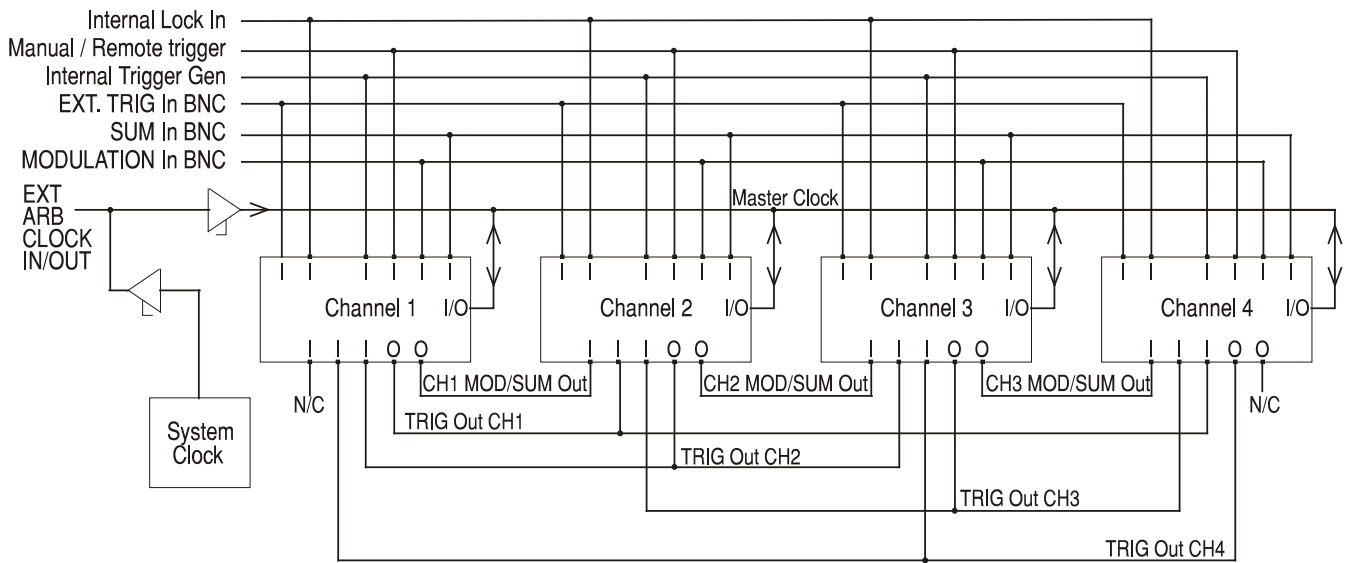 Internal Lock In
Manual / Remote trigger
Internal Trigger Gen
EXT. TRIG In BNC
SUM In BNC
MODULATION In BNC
EXT
ARB
CLOCK
IN/OUT
Master Clock
I I I I I I
I I I I I I
I I I I I I
I I I I I I
Channel 1 I/O
Channel 2 I/O
Channel 3 I/O
Channel 4 I/O
I I I O O
I I I O O
I I I O O
I I I O O
CH1 MOD/SUM Out
CH2 MOD/SUM Out
CH3 MOD/SUM Out
N/C
N/C
System
Clock
TRIG Out CH1
TRIG Out CH2
TRIG Out CH3
TRIG Out CH4